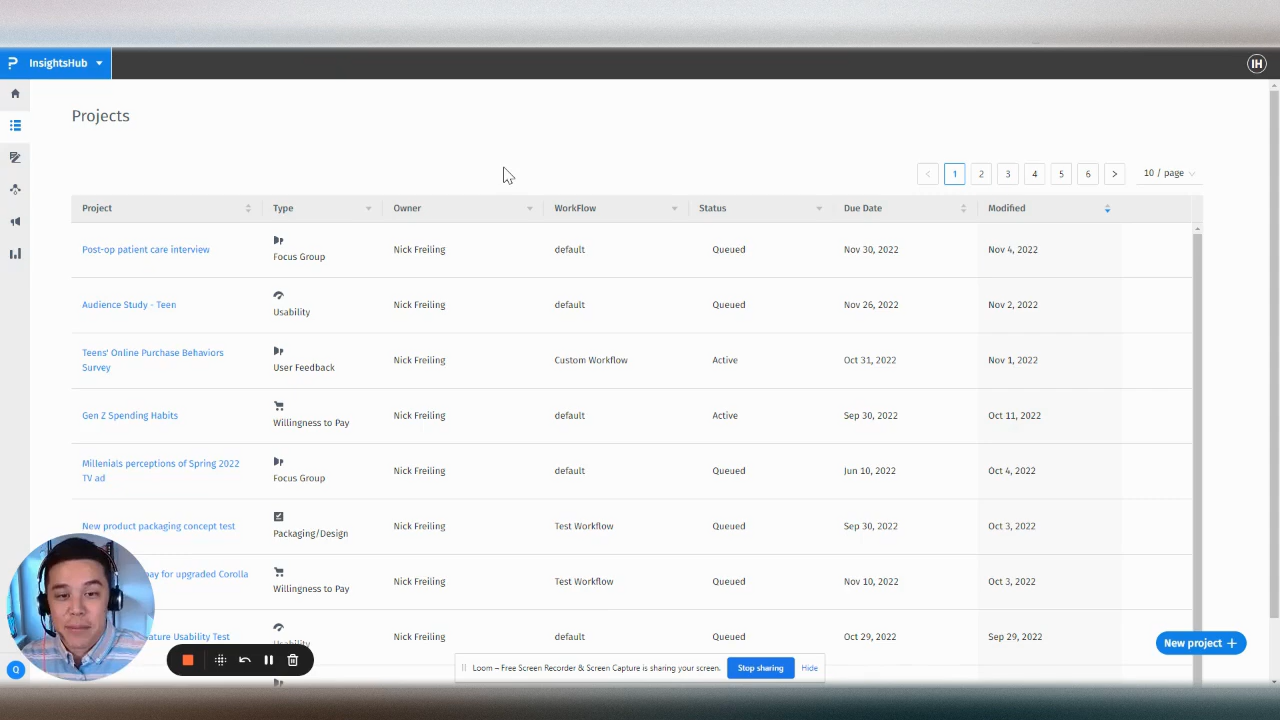 InsightsHub
IH
Projects
1 2 3 4 5 6 10 / page
Project Type Owner WorkFlow Status Due Date Modified
Post-op patient care interview Focus Group Nick Freiling default Queued Nov 30, 2022 Nov 4, 2022
Audience Study - Teen Usability Nick Freiling default Queued Nov 26, 2022 Nov 2, 2022
Teens' Online Purchase Behaviors
Survey User Feedback Nick Freiling Custom Workflow Active Oct 31, 2022 Nov 1, 2022
Gen Z Spending Habits Willingness to Pay Nick Freiling default Active Sep 30, 2022 Oct 11, 2022
Millenials perceptions of Spring 2022
TV ad Focus Group Nick Freiling default Queued Jun 10, 2022 Oct 4, 2022
New product packaging concept test Packaging/Design Nick Freiling Test Workflow Queued Sep 30, 2022 Oct 3, 2022
pay for upgraded Corolla Willingness to Pay Nick Freiling Test Workflow Queued Nov 10, 2022 Oct 3, 2022
Usability Test Usability Nick Freiling default Queued Oct 29, 2022 Sep 29, 2022
New project +
Q
Loom – Free Screen Recorder & Screen Capture is sharing your screen. Stop sharing Hide